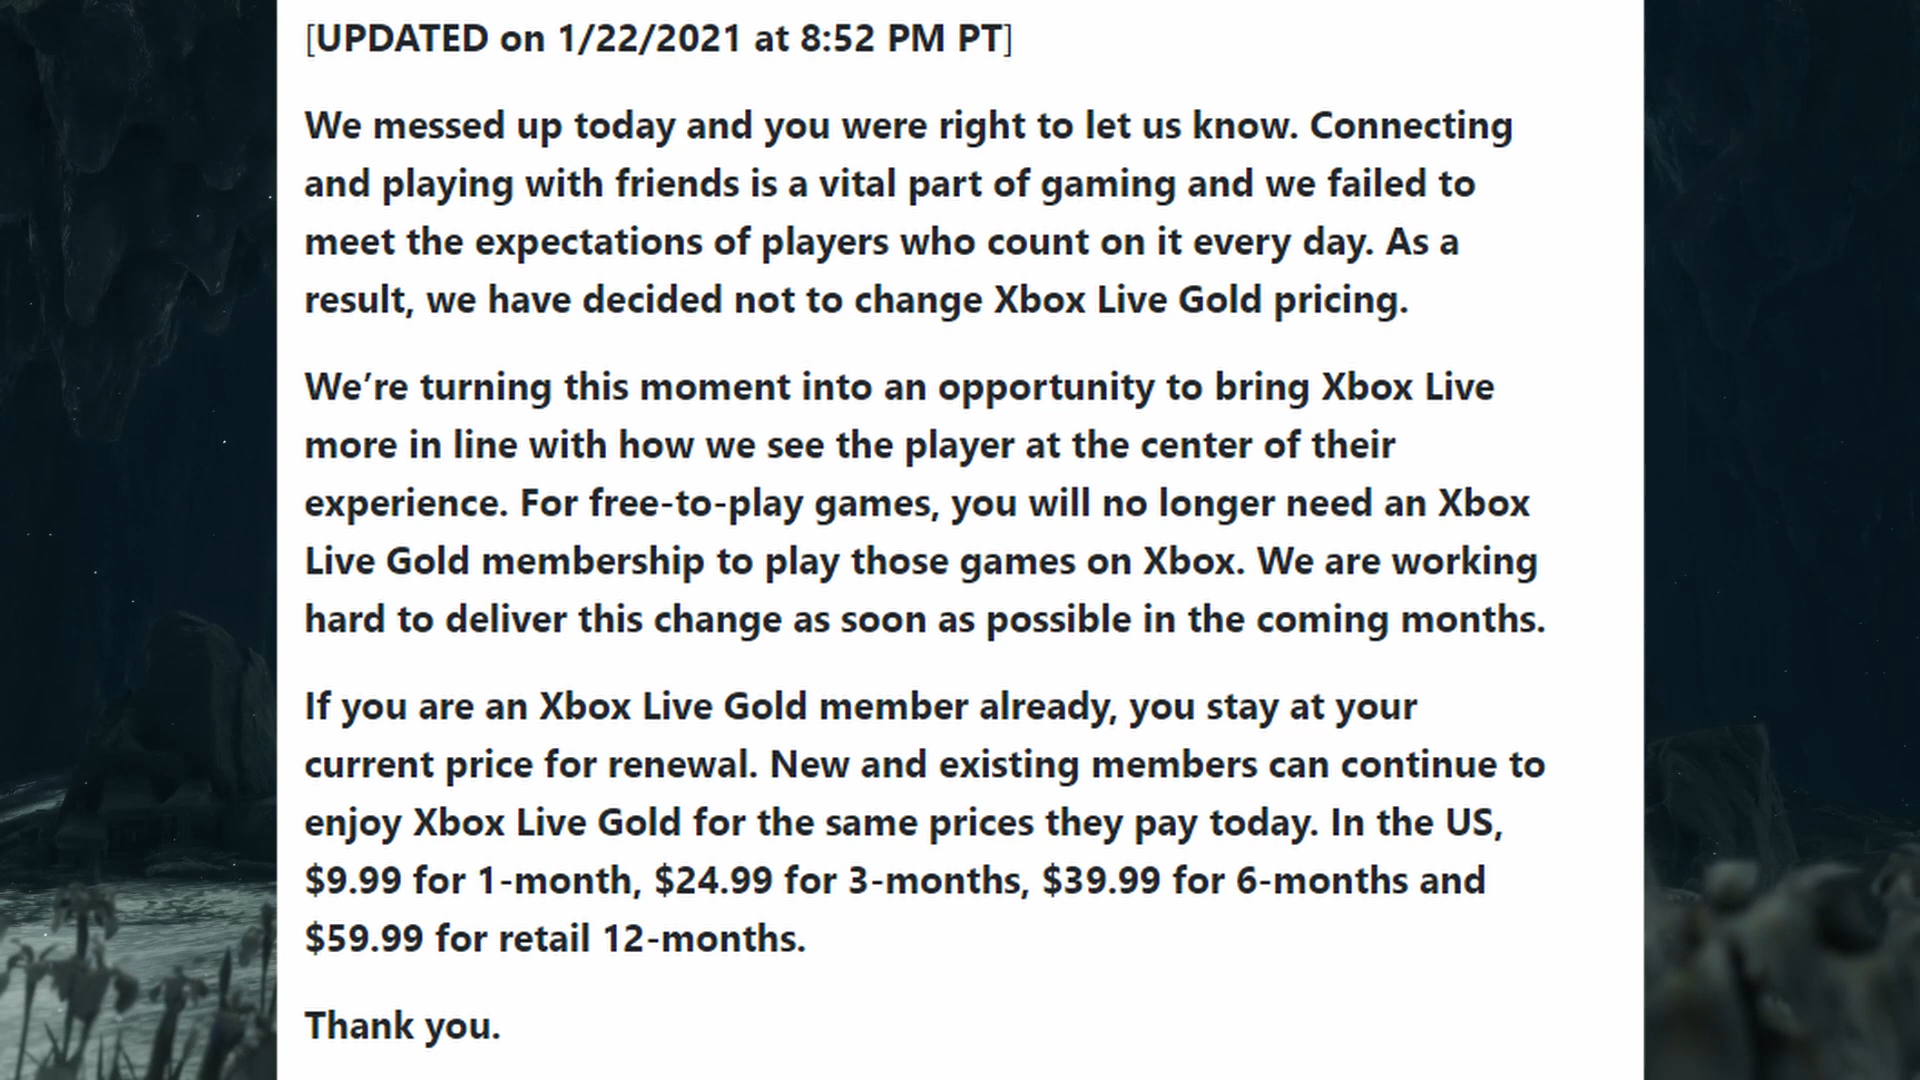 [UPDATED on 1/22/2021 at 8:52 PM PT]
We messed up today and you were right to let us know. Connecting
and playing with friends is a vital part of gaming and we failed to
meet the expectations of players who count on it every day. As a
result, we have decided not to change Xbox Live Gold pricing.
We’re turning this moment into an opportunity to bring Xbox Live
more in line with how we see the player at the center of their
experience. For free-to-play games, you will no longer need an Xbox
Live Gold membership to play those games on Xbox. We are working
hard to deliver this change as soon as possible in the coming months.
If you are an Xbox Live Gold member already, you stay at your
current price for renewal. New and existing members can continue to
enjoy Xbox Live Gold for the same prices they pay today. In the US,
$9.99 for 1-month, $24.99 for 3-months, $39.99 for 6-months and
$59.99 for retail 12-months.
Thank you.